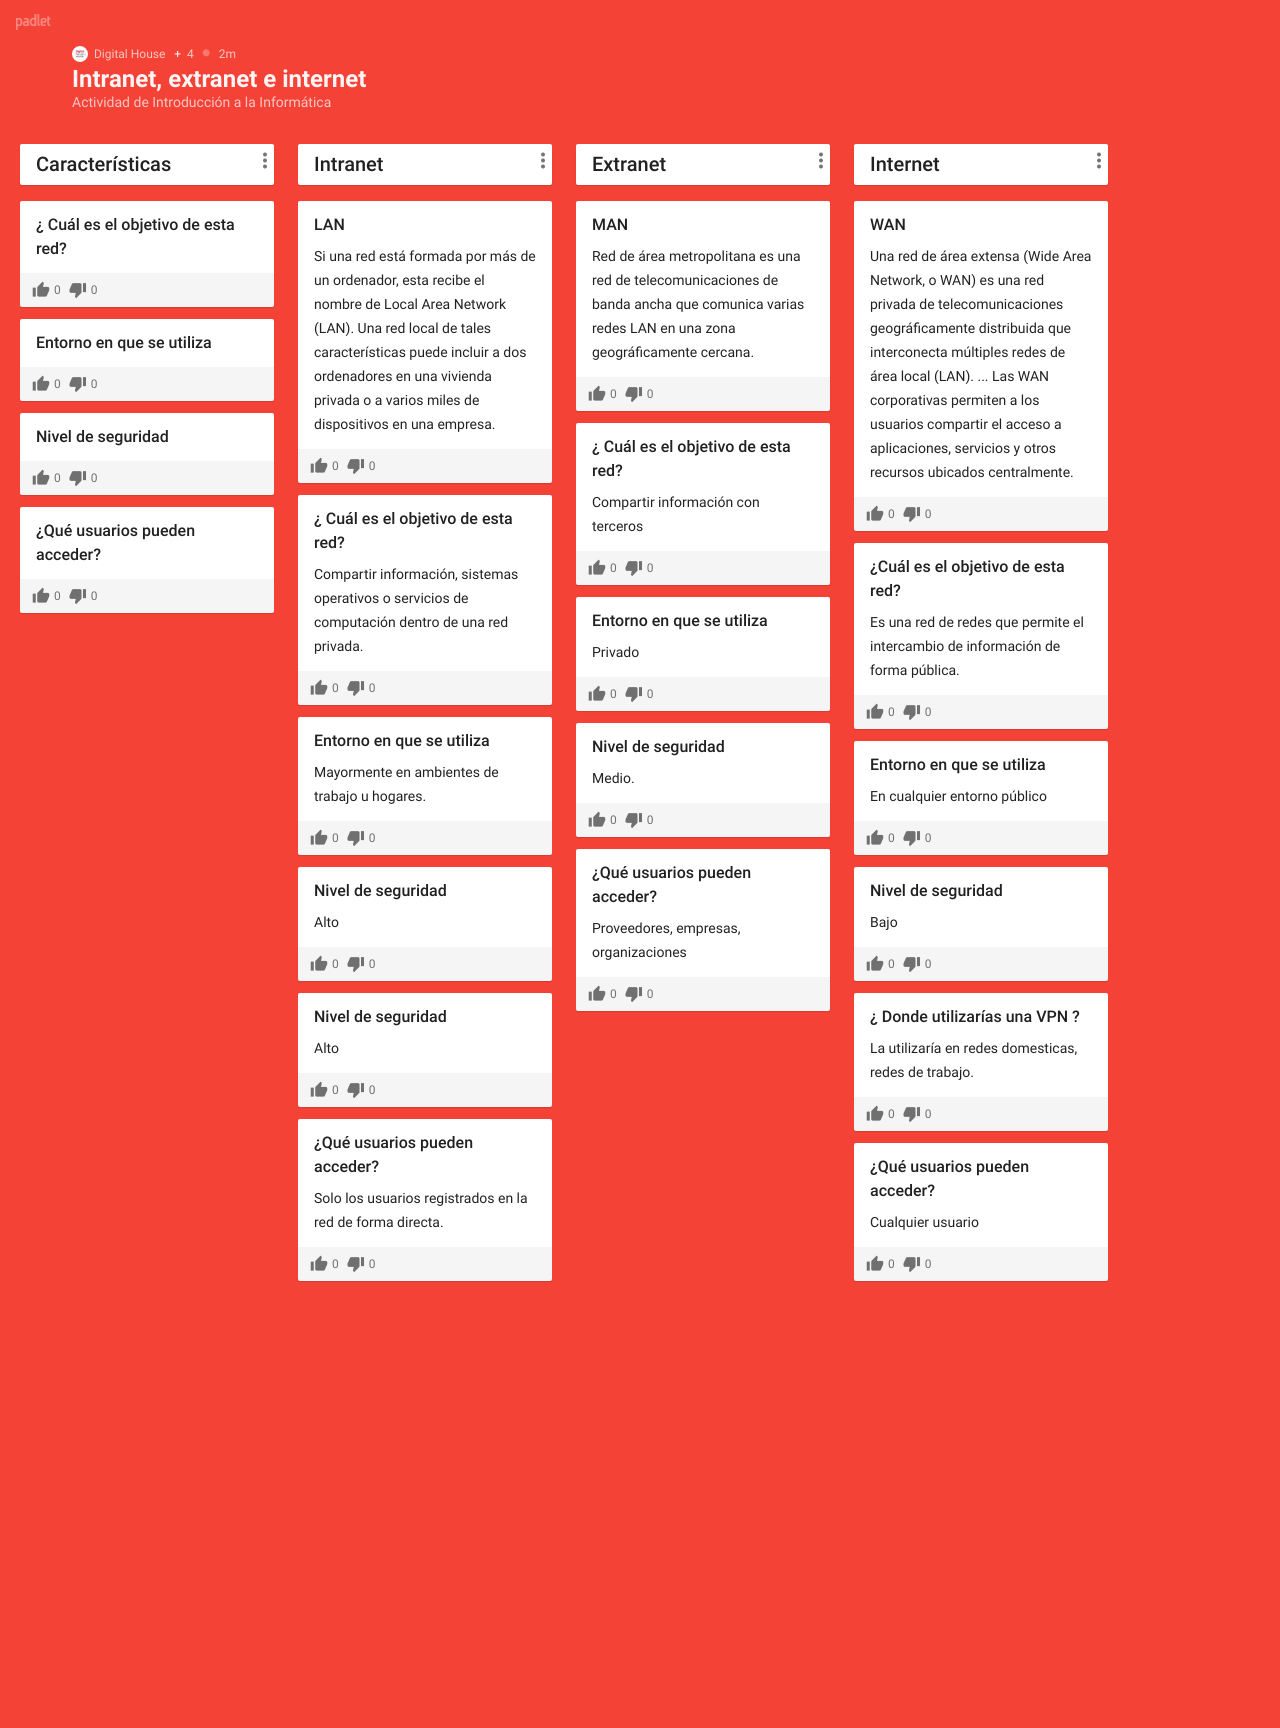 padlet
Digital House + 4 2m
Intranet, extranet e internet
Actividad de Introducción a la Informática
Características
¿ Cuál es el objetivo de esta
red?
0 0
Entorno en que se utiliza
0 0
Nivel de seguridad
0 0
¿Qué usuarios pueden
acceder?
0 0
Intranet
LAN
Si una red está formada por más de
un ordenador, esta recibe el
nombre de Local Area Network
(LAN). Una red local de tales
características puede incluir a dos
ordenadores en una vivienda
privada o a varios miles de
dispositivos en una empresa.
0 0
¿ Cuál es el objetivo de esta
red?
Compartir información, sistemas
operativos o servicios de
computación dentro de una red
privada.
0 0
Entorno en que se utiliza
Mayormente en ambientes de
trabajo u hogares.
0 0
Nivel de seguridad
Alto
0 0
Nivel de seguridad
Alto
0 0
¿Qué usuarios pueden
acceder?
Solo los usuarios registrados en la
red de forma directa.
0 0
Extranet
MAN
Red de área metropolitana es una
red de telecomunicaciones de
banda ancha que comunica varias
redes LAN en una zona
geográficamente cercana.
0 0
¿ Cuál es el objetivo de esta
red?
Compartir información con
terceros
0 0
Entorno en que se utiliza
Privado
0 0
Nivel de seguridad
Medio.
0 0
¿Qué usuarios pueden
acceder?
Proveedores, empresas,
organizaciones
0 0
Internet
WAN
Una red de área extensa (Wide Area
Network, o WAN) es una red
privada de telecomunicaciones
geográficamente distribuida que
interconecta múltiples redes de
área local (LAN). ... Las WAN
corporativas permiten a los
usuarios compartir el acceso a
aplicaciones, servicios y otros
recursos ubicados centralmente.
0 0
¿Cuál es el objetivo de esta
red?
Es una red de redes que permite el
intercambio de información de
forma pública.
0 0
Entorno en que se utiliza
En cualquier entorno público
0 0
Nivel de seguridad
Bajo
0 0
¿ Donde utilizarías una VPN ?
La utilizaría en redes domesticas,
redes de trabajo.
0 0
¿Qué usuarios pueden
acceder?
Cualquier usuario
0 0